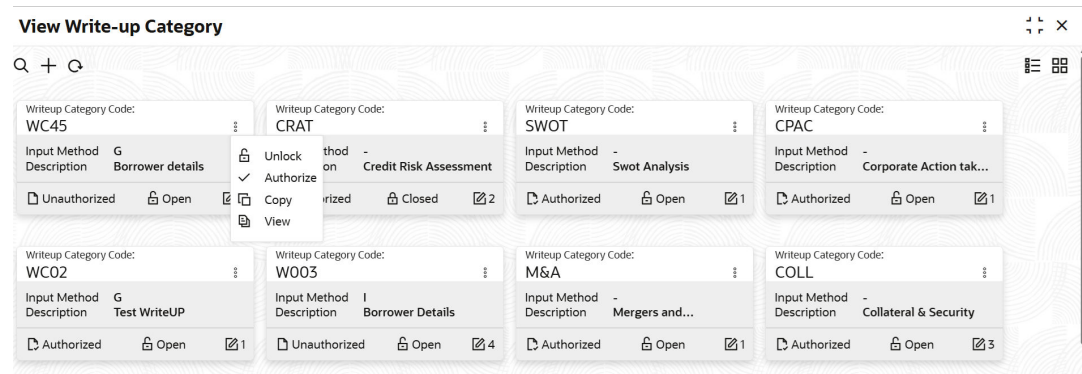 View Write-up Category
Writeup Category Code:
WC45
Input Method G
Description Borrower details
Unauthorized Open
Unlock
Authorize
Copy
View
Writeup Category Code:
CRAT
thod -
on Credit Risk Assessment
rized Closed 2
Writeup Category Code:
SWOT
Input Method -
Description Swot Analysis
Authorized Open 1
Writeup Category Code:
CPAC
Input Method -
Description Corporate Action tak...
Authorized Open 1
Writeup Category Code:
WC02
Input Method G
Description Test WriteUP
Authorized Open 1
Writeup Category Code:
W003
Input Method I
Description Borrower Details
Unauthorized Open 4
Writeup Category Code:
M&A
Input Method -
Description Mergers and...
Authorized Open 1
Writeup Category Code:
COLL
Input Method -
Description Collateral & Security
Authorized Open 3